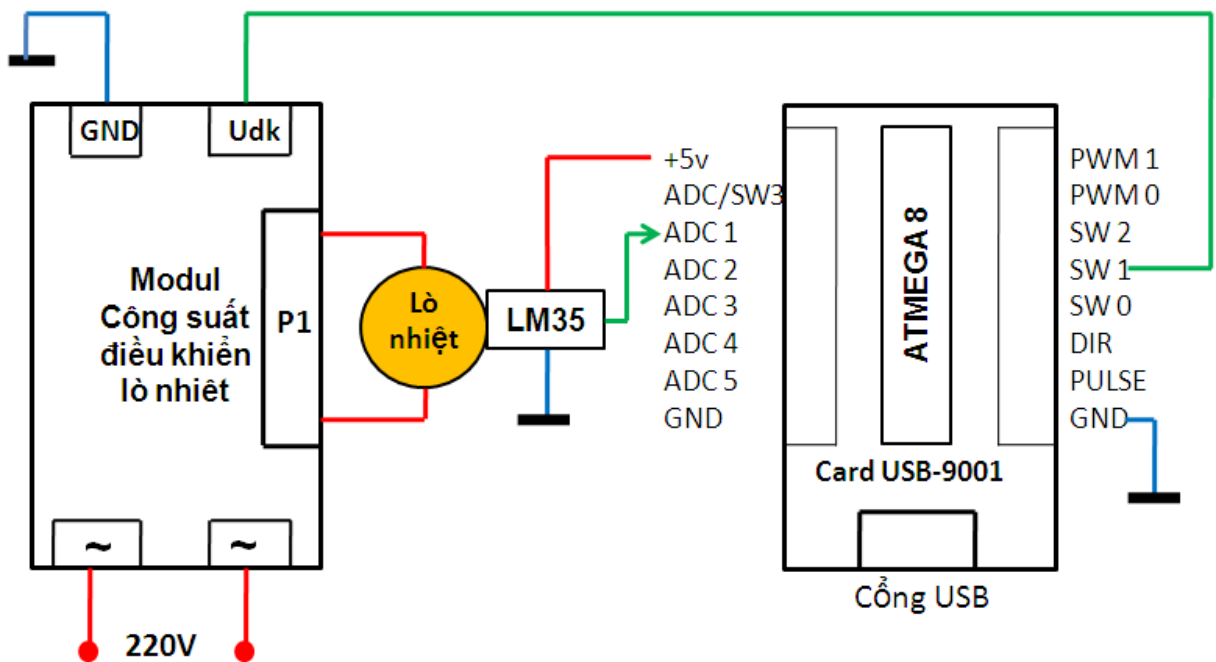 GND
Udk
Modul
Công suất
điều khiển
lò nhiêt
P1
~
~
220V
Lò
nhiệt
LM35
+5v
ADC/SW3
ADC 1
ADC 2
ADC 3
ADC 4
ADC 5
GND
ATMEGA 8
Card USB-9001
Cổng USB
PWM 1
PWM 0
SW 2
SW 1
SW 0
DIR
PULSE
GND